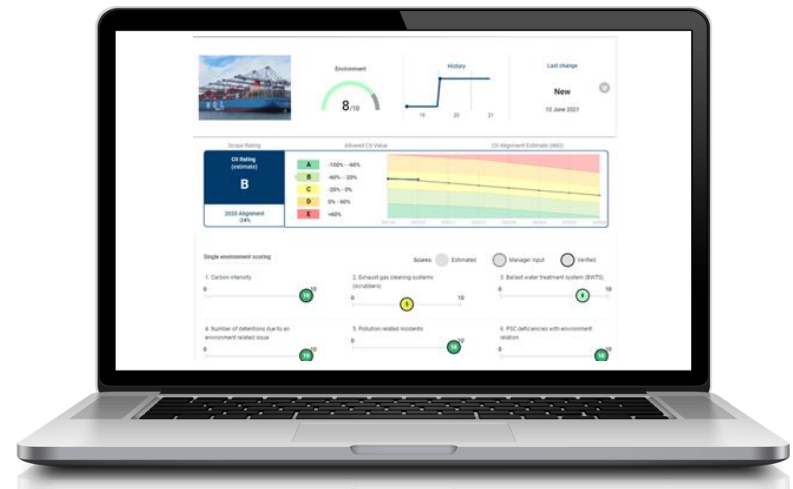 Environment
8/10
History
19 20 21
Last change
New
10 June 2021
Scope Rating
Allowed CII Value
CII Alignment Estimate (IMO)
CII Rating
(estimate)
B
2020 Alignment
-24%
A -100% - -60%
B -60% - -20%
C -20% - 0%
D 0% - 60%
E >60%
Single environment scoring
Scores: Estimated Manager input Verified
1. Carbon intensity
0 10
10
2. Exhaust gas cleaning systems
(scrubbers)
0 10
5
3. Ballast water treatment system (BWTS)
0 10
8
4. Number of detentions due to an
environment related issue
0 10
10
5. Pollution related incidents
0 10
10
6. PSC deficiencies with environment
relation
0 10
10